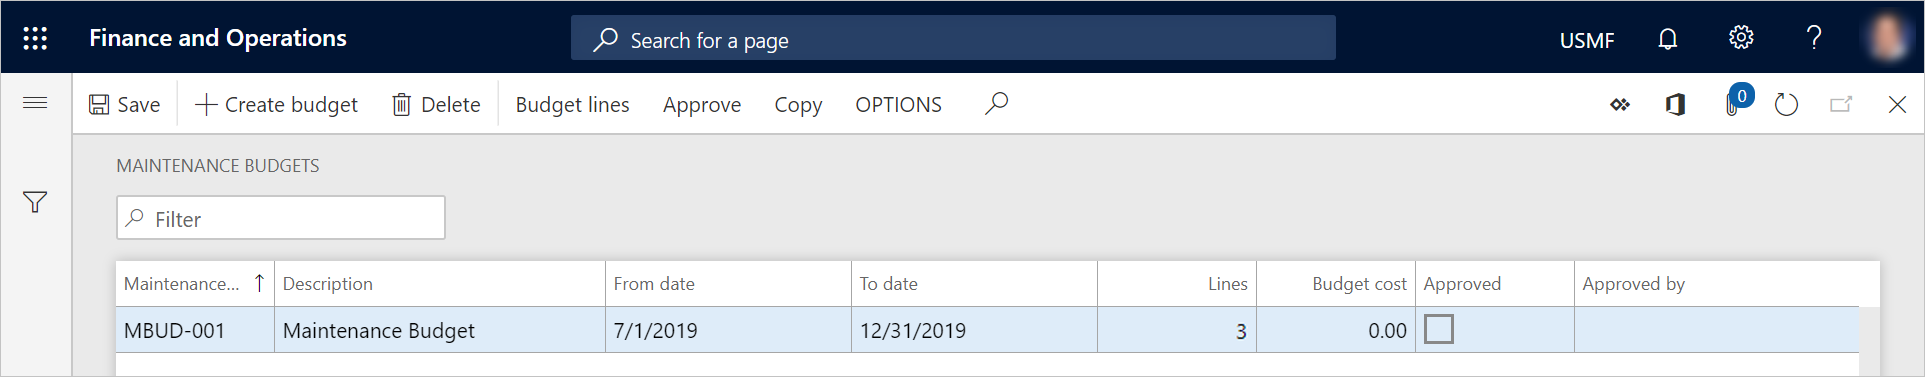 Finance and Operations
Search for a page
USMF
Save
Create budget
Delete
Budget lines
Approve
Copy
OPTIONS
0
MAINTENANCE BUDGETS
Filter
Maintenance... Description From date To date Lines Budget cost Approved Approved by
MBUD-001 Maintenance Budget 7/1/2019 12/31/2019 3 0.00